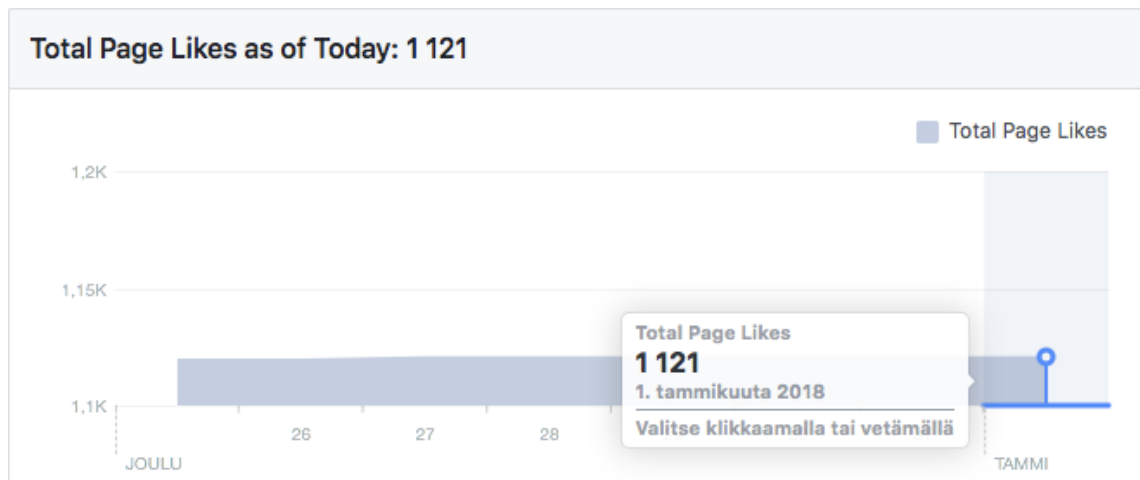 Total Page Likes as of Today: 1 121
Total Page Likes
1,2K
1,15K
Total Page Likes
1 121
1. tammikuuta 2018
Valitse klikkaamalla tai vetämällä
1,1K
26 27 28
JOULU TAMMI